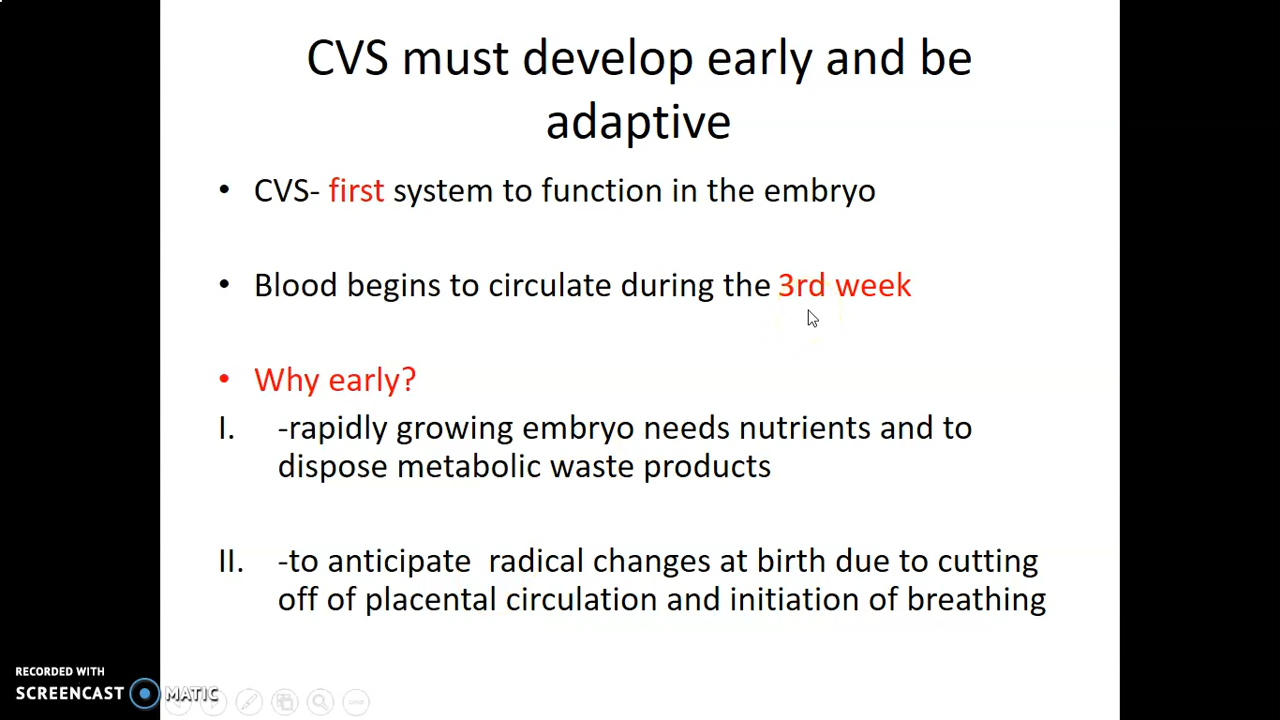 CVS must develop early and be
adaptive
• CVS- first system to function in the embryo
• Blood begins to circulate during the 3rd week
• Why early?
I. -rapidly growing embryo needs nutrients and to
dispose metabolic waste products
II. -to anticipate  radical changes at birth due to cutting
off of placental circulation and initiation of breathing
RECORDED WITH
SCREENCAST MATIC